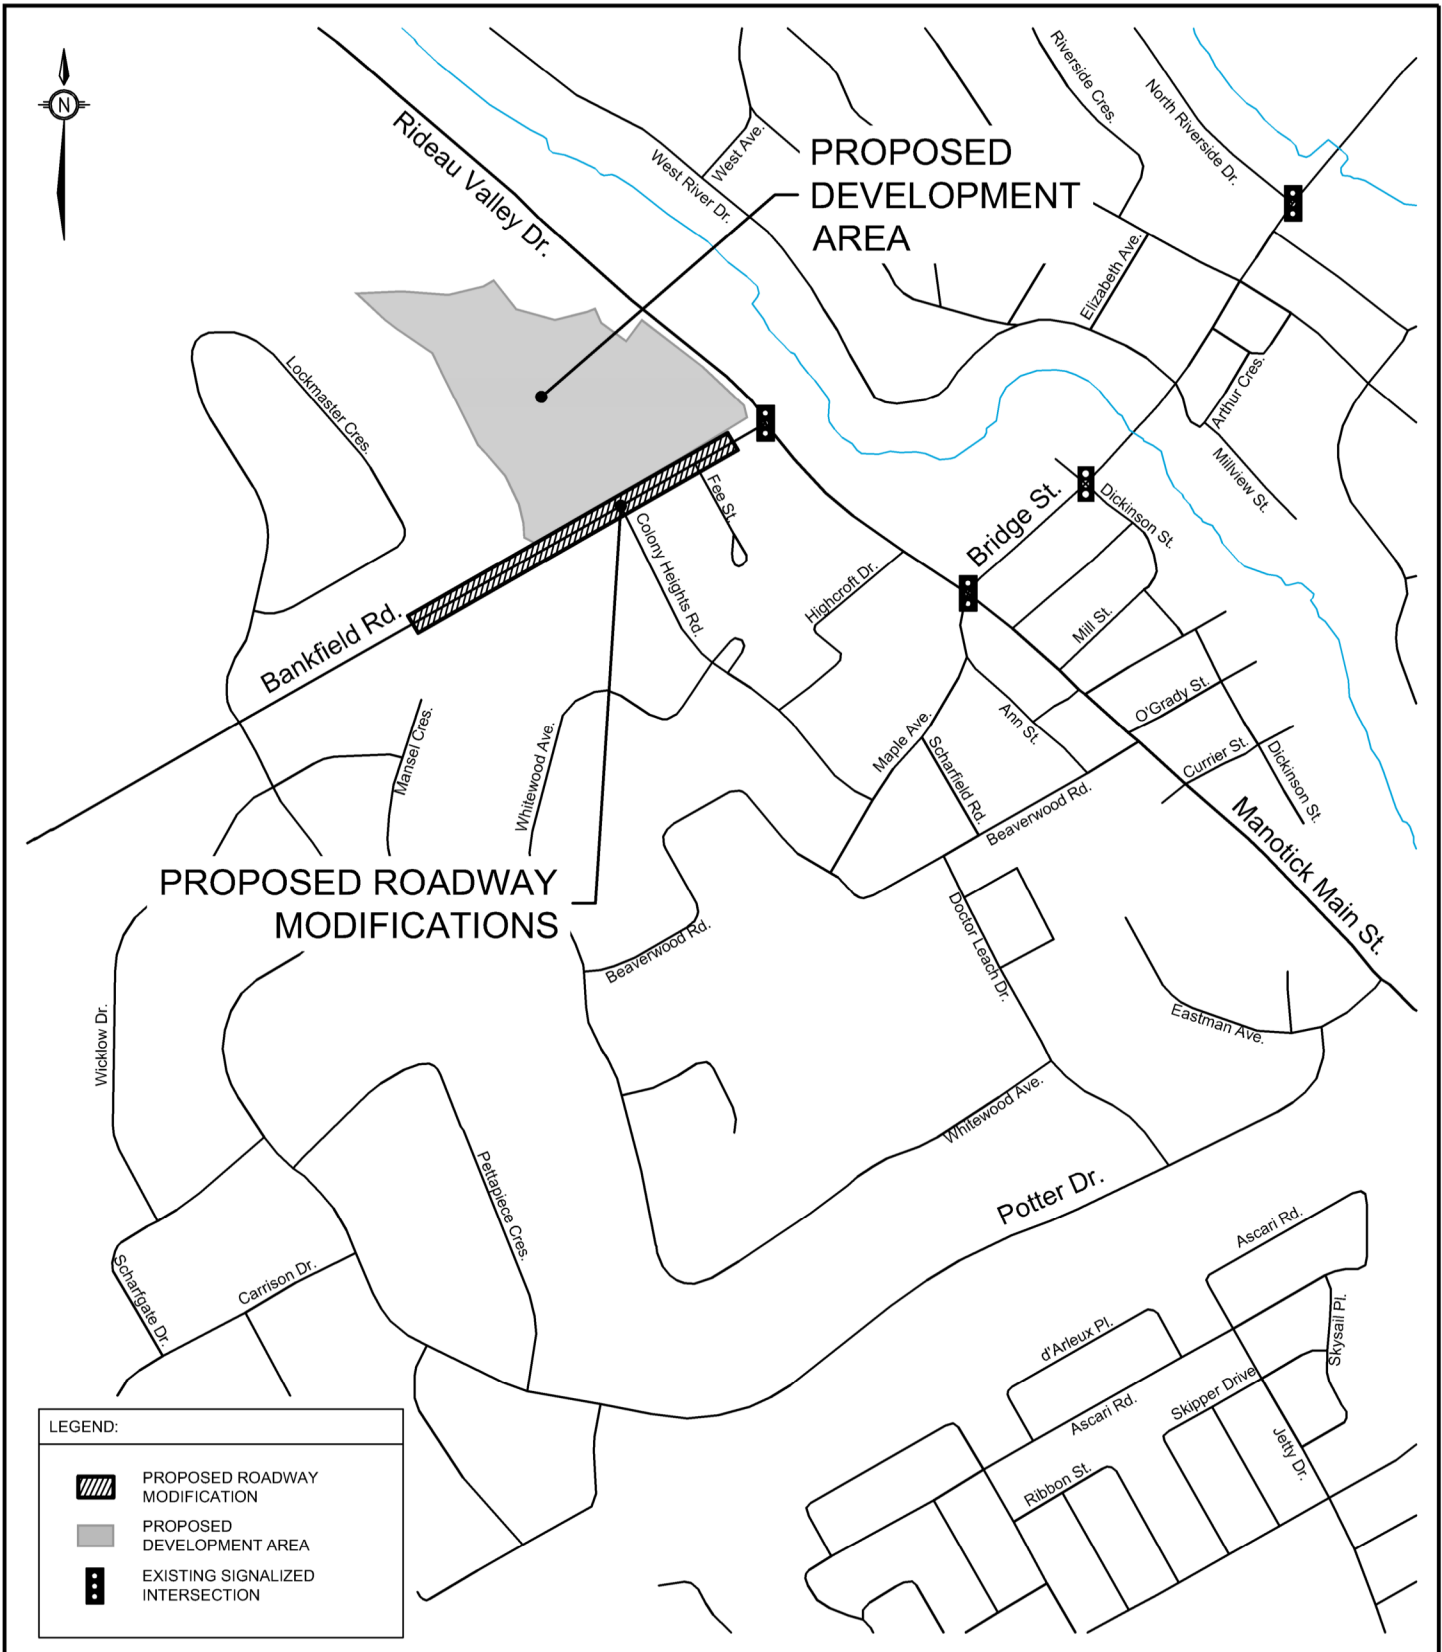 N
Riverside Cres.
North Riverside Dr.
Rideau Valley Dr.
West Ave.
West River Dr.
PROPOSED
DEVELOPMENT
AREA
Elizabeth Ave.
Lockmaster Cres.
Arthur Cres.
Millview St.
Fee St.
Bridge St.
Dickinson St.
Colony Heights Rd.
Highcroft Dr.
Mill St.
Bankfield Rd.
O'Grady St.
Ann St.
Mansel Cres.
Whitewood Ave.
Maple Ave.
Scharfield Rd.
Currier St.
Dickinson St.
Beaverwood Rd.
Manotick Main St.
PROPOSED ROADWAY
MODIFICATIONS
Beaverwood Rd.
Doctor Leach Dr.
Wicklow Dr.
Eastman Ave.
Whitewood Ave.
Pettapiece Cres.
Potter Dr.
Ascari Rd.
Scharfgate Dr.
Carrison Dr.
d'Arleux Pl.
Skysail Pl.
Ascari Rd.
Skipper Drive
Jetty Dr.
Ribbon St.
LEGEND:
PROPOSED ROADWAY
MODIFICATION
PROPOSED
DEVELOPMENT AREA
EXISTING SIGNALIZED
INTERSECTION